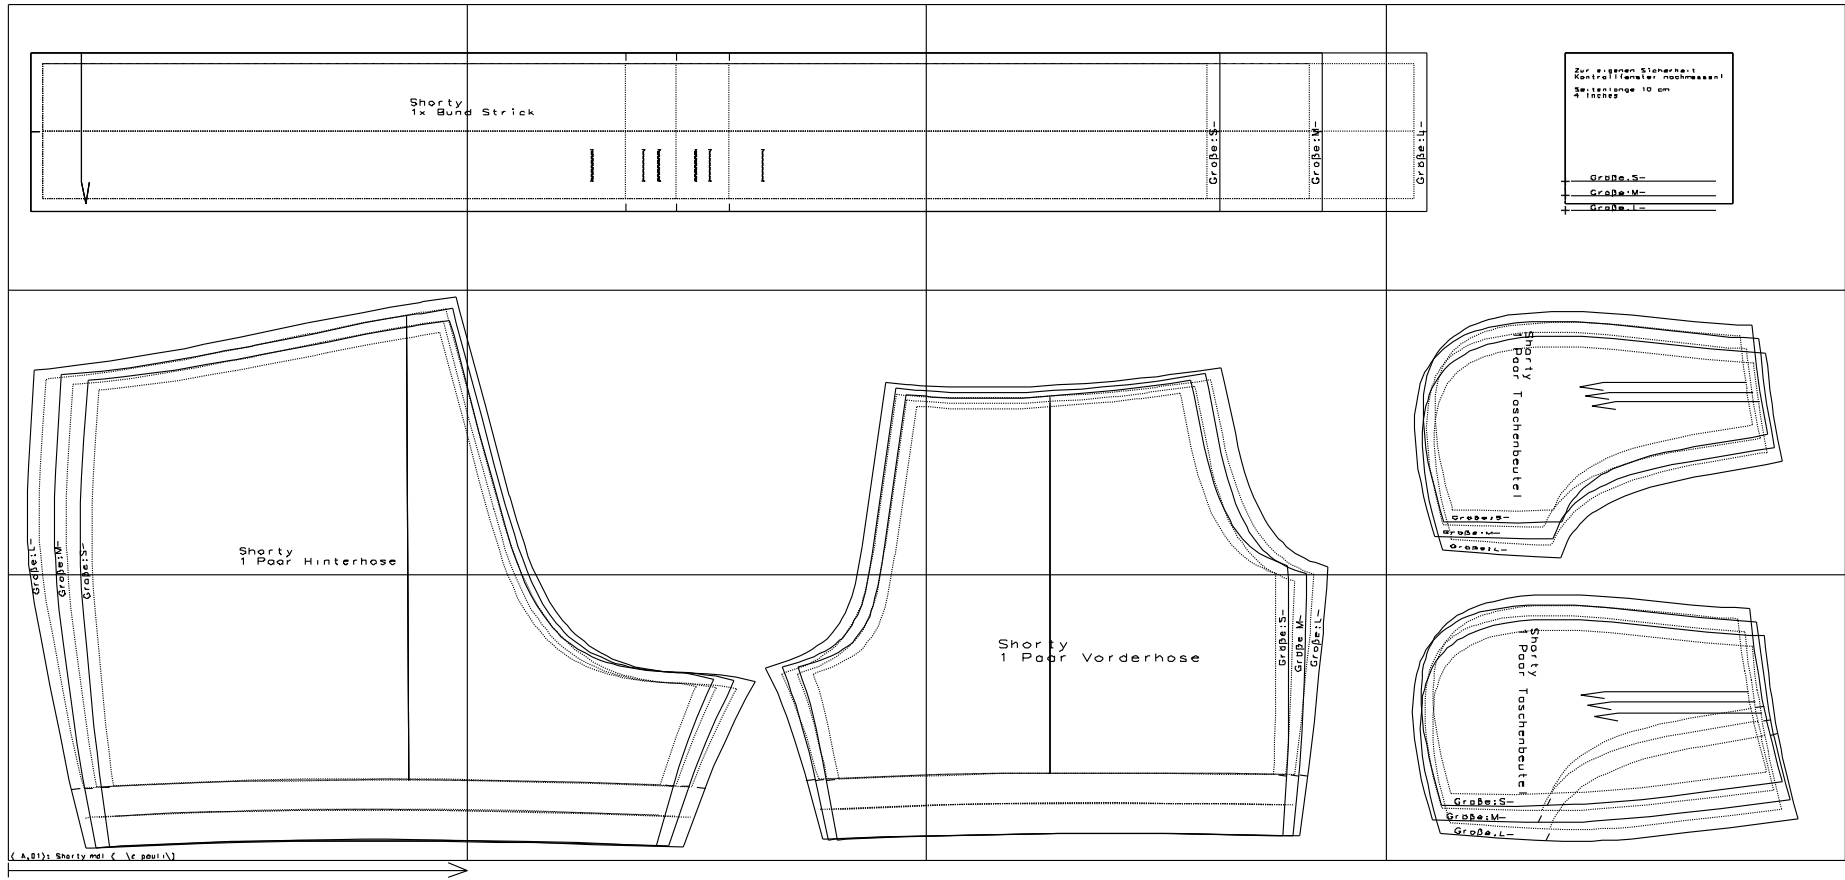 Shorty
1x Bund Strick
Größe:S-
Größe:M-
Größe:L-
Zur eigenen Sicherheit
Kontrollfenster nachmessen!
Seitenlänge 10 cm
4 Inches
Größe:S-
Größe:M-
Größe:L-
Shorty
1 Paar Hinterhose
Größe:L-
Größe:M-
Größe:S-
Shorty
1 Paar Vorderhose
Größe:S-
Größe:M-
Größe:L-
Shorty
1 Paar Taschenbeutel
Größe:S-
Größe:M-
Größe:L-
Shorty
1 Paar Taschenbeutel
Größe:S-
Größe:M-
Größe:L-
Shorty.mdl